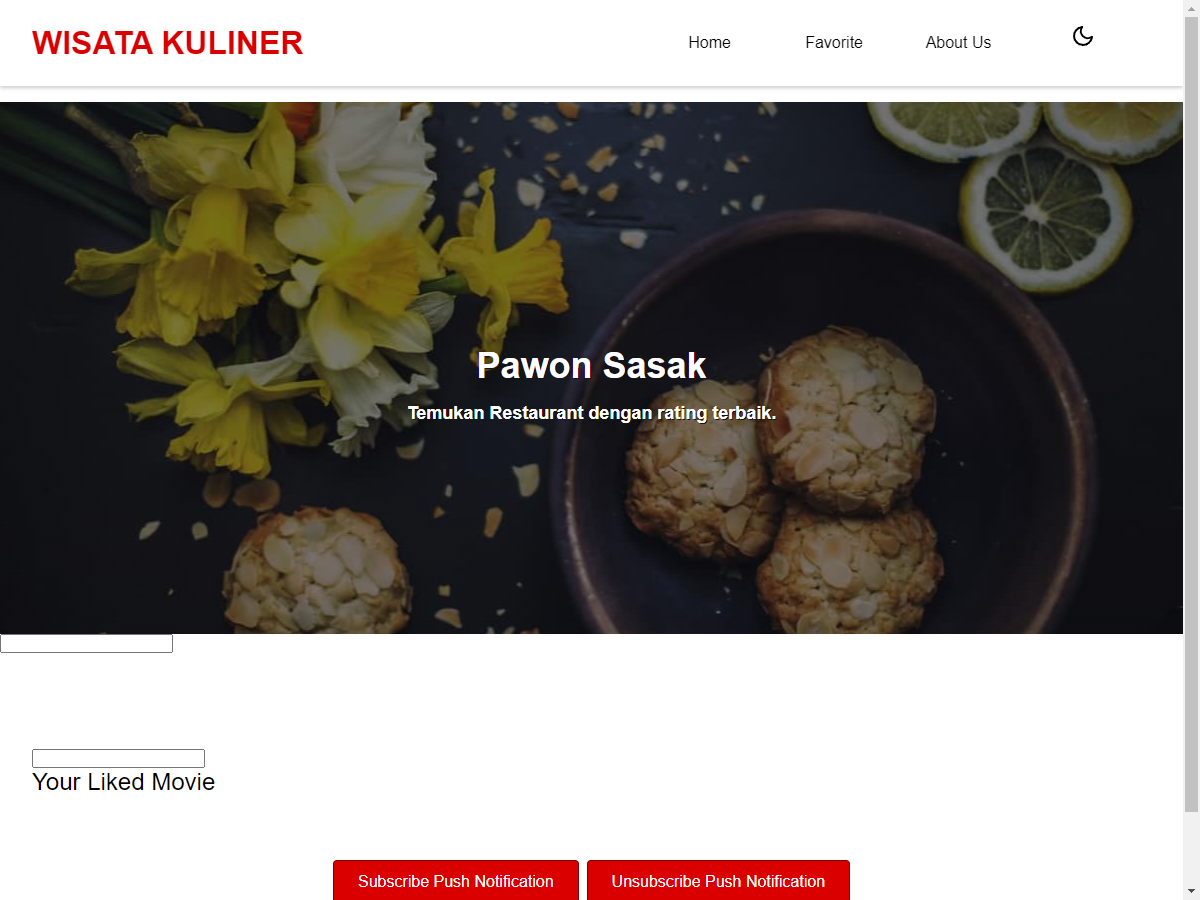 WISATA KULINER
Home
Favorite
About Us
Pawon Sasak
Temukan Restaurant dengan rating terbaik.
Your Liked Movie
Subscribe Push Notification
Unsubscribe Push Notification